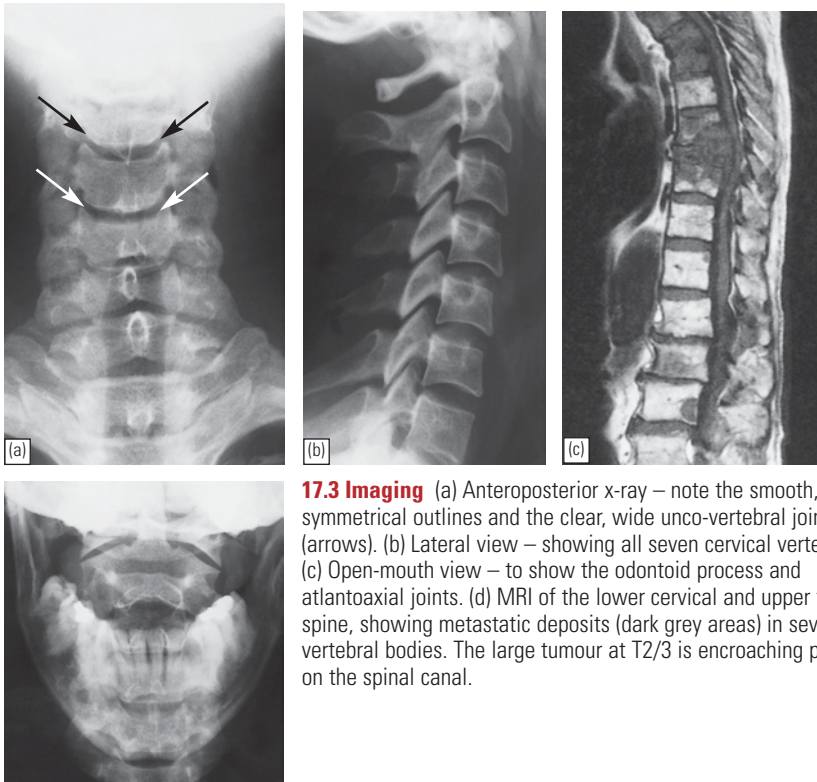 (a)
(b)
(c)
17.3 Imaging (a) Anteroposterior x-ray – note the smooth,
symmetrical outlines and the clear, wide unco-vertebral
(arrows). (b) Lateral view – showing all seven cervical
(c) Open-mouth view – to show the odontoid process and
atlantoaxial joints. (d) MRI of the lower cervical and upper
spine, showing metastatic deposits (dark grey areas) in
vertebral bodies. The large tumour at T2/3 is encroaching
on the spinal canal.